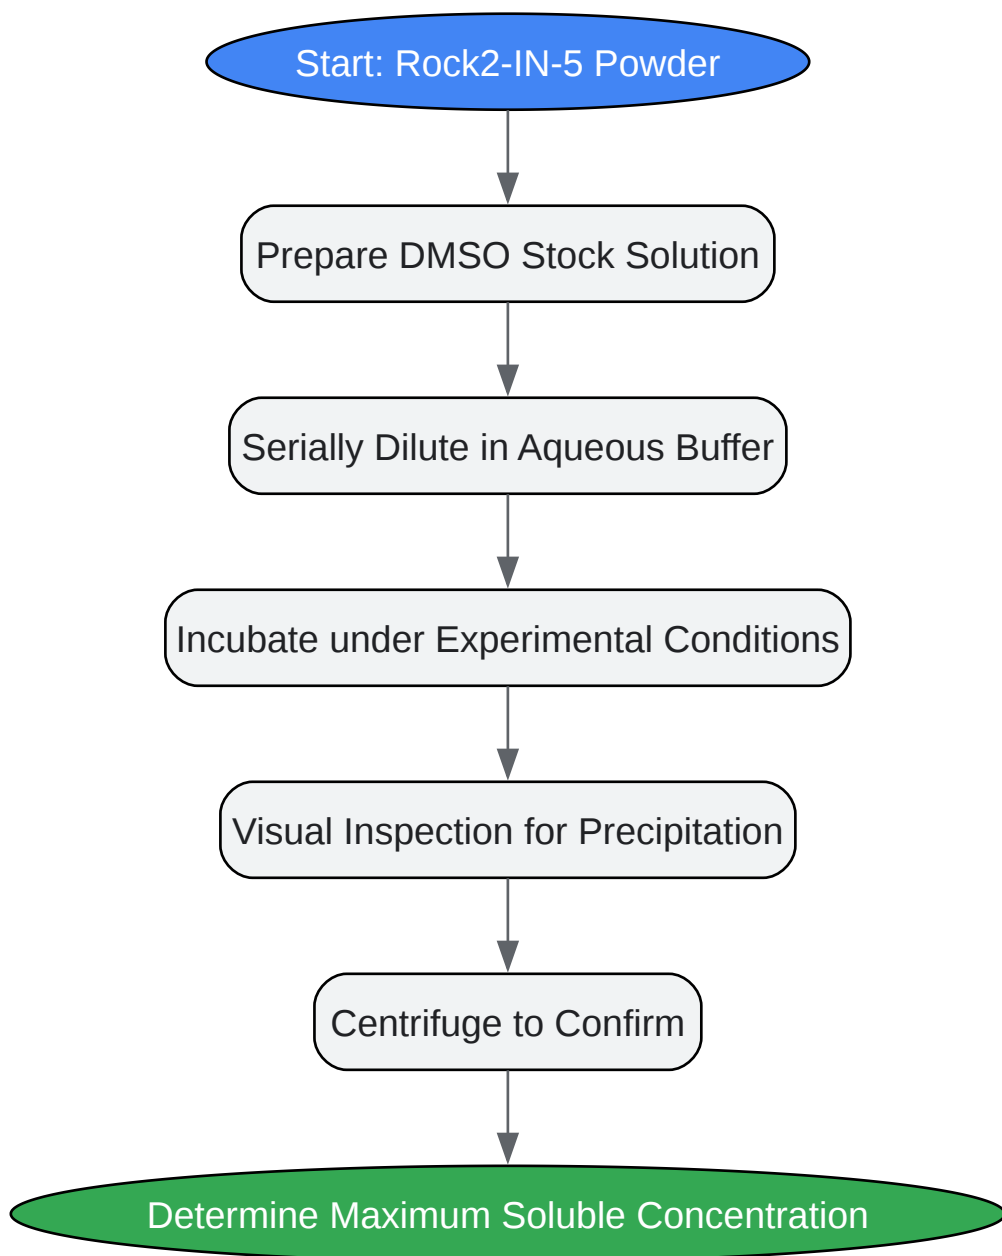 Start: Rock2-IN-5 Powder
Prepare DMSO Stock Solution
Serially Dilute in Aqueous Buffer
Incubate under Experimental Conditions
Visual Inspection for Precipitation
Centrifuge to Confirm
Determine Maximum Soluble Concentration